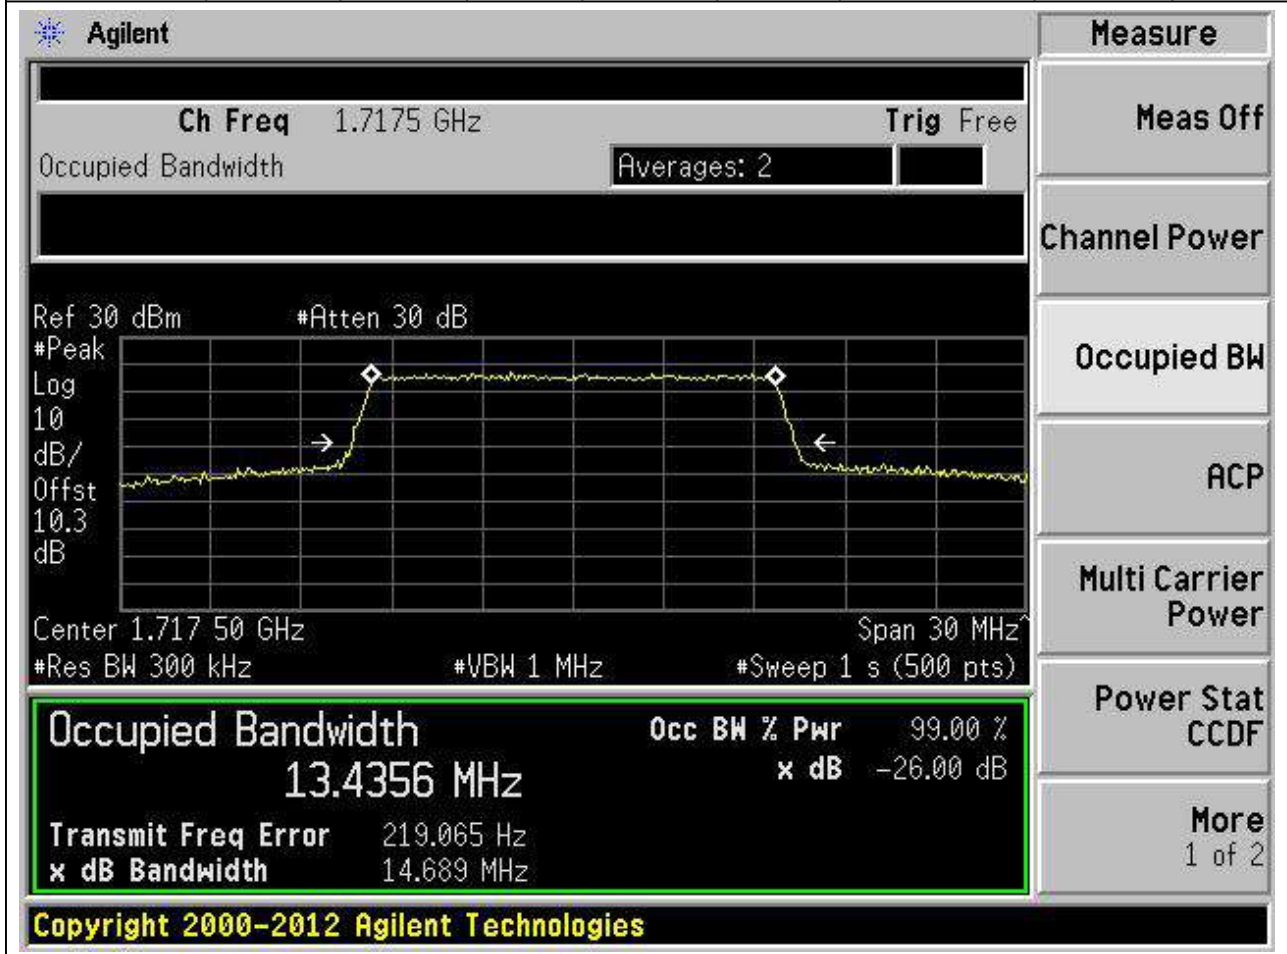 Agilent
Measure
Ch Freq 1.7175 GHz Trig Free
Meas Off
Occupied Bandwidth Averages: 2
Channel Power
Ref 30 dBm #Atten 30 dB
#Peak
Log
10
dB/
Offst
10.3
dB
Occupied BW
ACP
Center 1.717 50 GHz Span 30 MHz^
#Res BW 300 kHz #VBW 1 MHz #Sweep 1 s (500 pts)
Multi Carrier
Power
Occupied Bandwidth Occ BW % Pwr 99.00 %
13.4356 MHz x dB -26.00 dB
Power Stat
CCDF
Transmit Freq Error 219.065 Hz
x dB Bandwidth 14.689 MHz
More
1 of 2
Copyright 2000-2012 Agilent Technologies